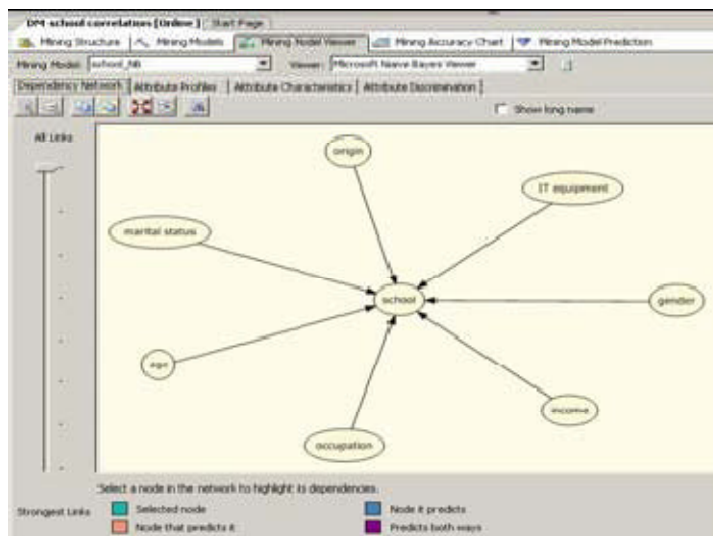 DM-school correlations [Online] Start Page
Mining Structure Mining Models Mining Model Viewer Mining Accuracy Chart Mining Model Prediction
Mining Model: school_NB Viewer: Microsoft Naive Bayes Viewer
Dependency Network Attribute Profiles Attribute Characteristics Attribute Discrimination
Show long name
All Links
origin
IT equipment
marital status
school
gender
age
income
occupation
Select a node in the network to highlight its dependencies.
Strongest Links
Selected node
Node it predicts
Node that predicts it
Predicts both ways